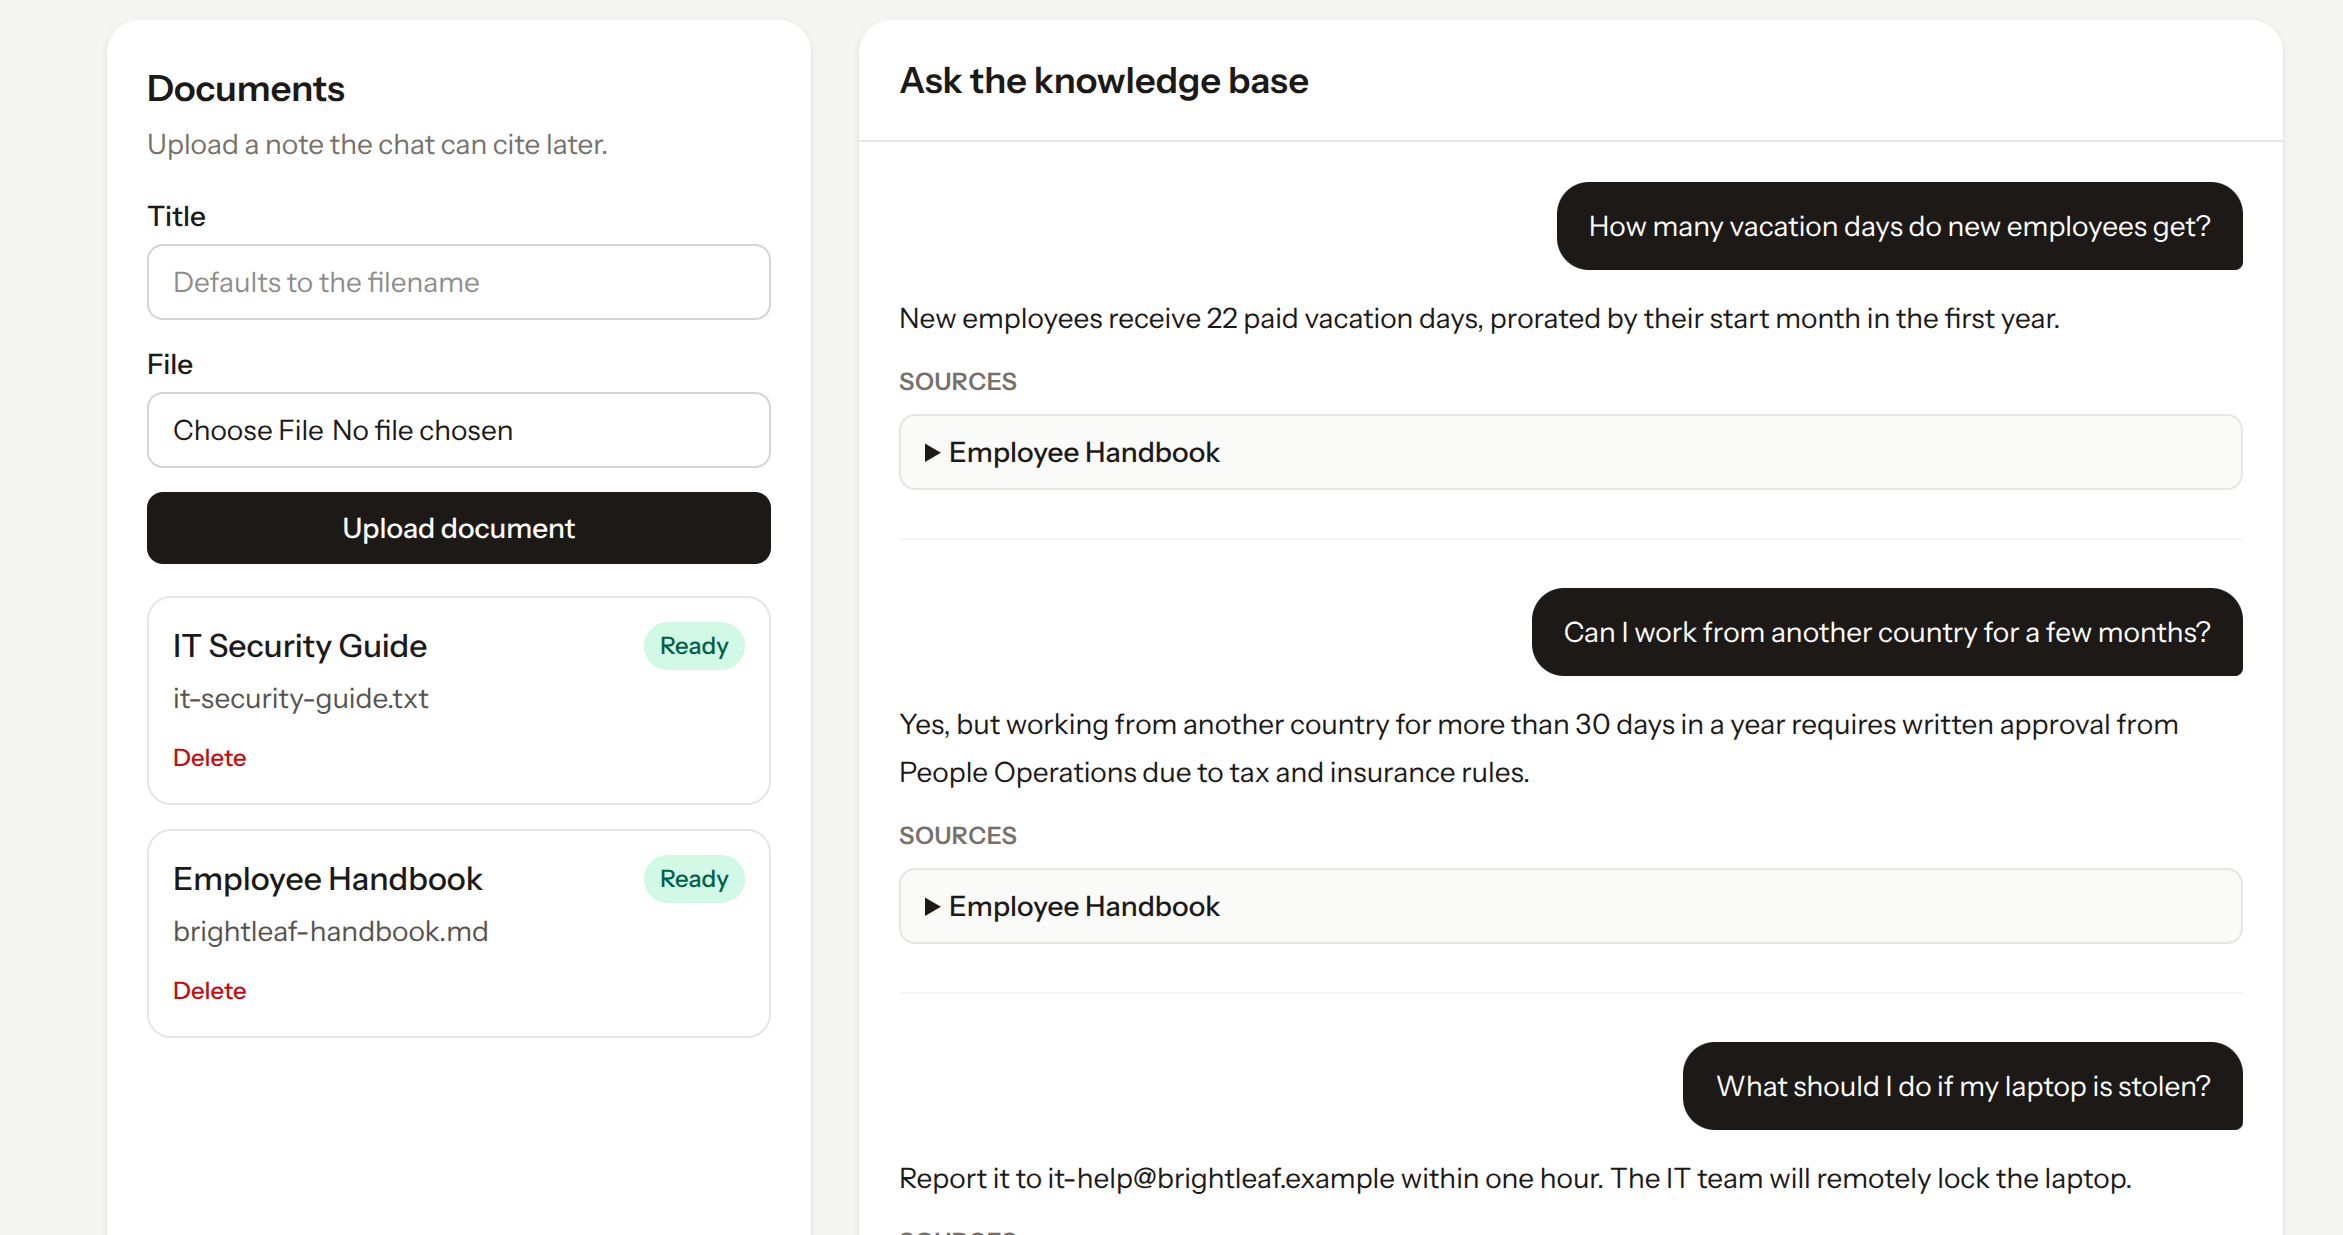 Documents
Upload a note the chat can cite later.
Title
Defaults to the filename
File
Choose File No file chosen
Upload document
IT Security Guide
Ready
it-security-guide.txt
Delete
Employee Handbook
Ready
brightleaf-handbook.md
Delete
Ask the knowledge base
How many vacation days do new employees get?
New employees receive 22 paid vacation days, prorated by their start month in the first year.
SOURCES
Employee Handbook
Can I work from another country for a few months?
Yes, but working from another country for more than 30 days in a year requires written approval from
People Operations due to tax and insurance rules.
SOURCES
Employee Handbook
What should I do if my laptop is stolen?
Report it to it-help@brightleaf.example within one hour. The IT team will remotely lock the laptop.